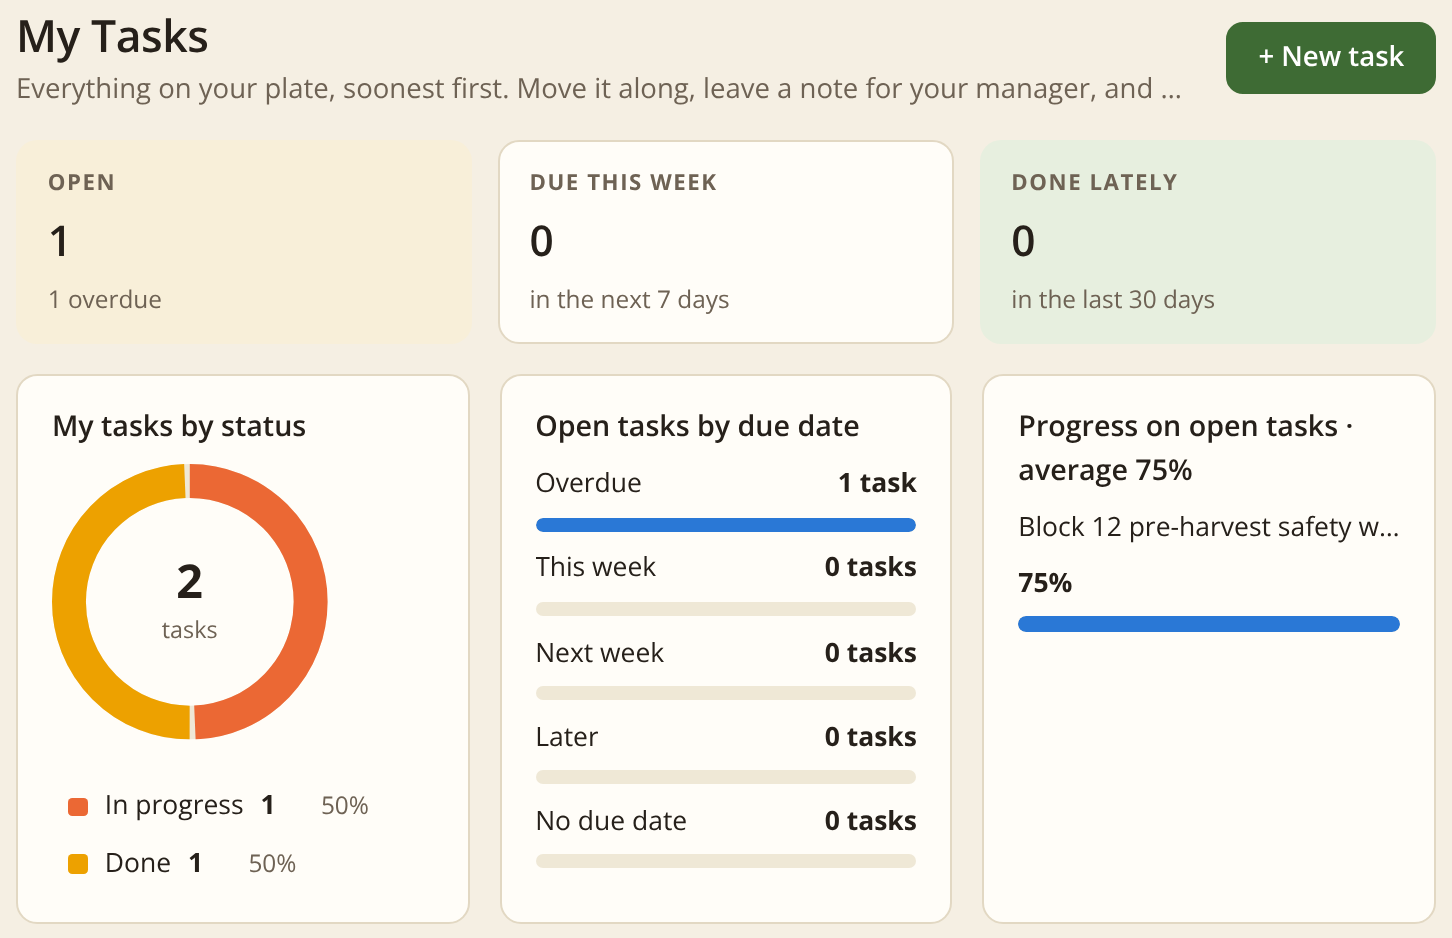 My Tasks
Everything on your plate, soonest first. Move it along, leave a note for your manager, and ...
+ New task
OPEN
1
1 overdue
DUE THIS WEEK
0
in the next 7 days
DONE LATELY
0
in the last 30 days
My tasks by status
2
tasks
In progress 1 50%
Done 1 50%
Open tasks by due date
Overdue 1 task
This week 0 tasks
Next week 0 tasks
Later 0 tasks
No due date 0 tasks
Progress on open tasks ·
average 75%
Block 12 pre-harvest safety w...
75%